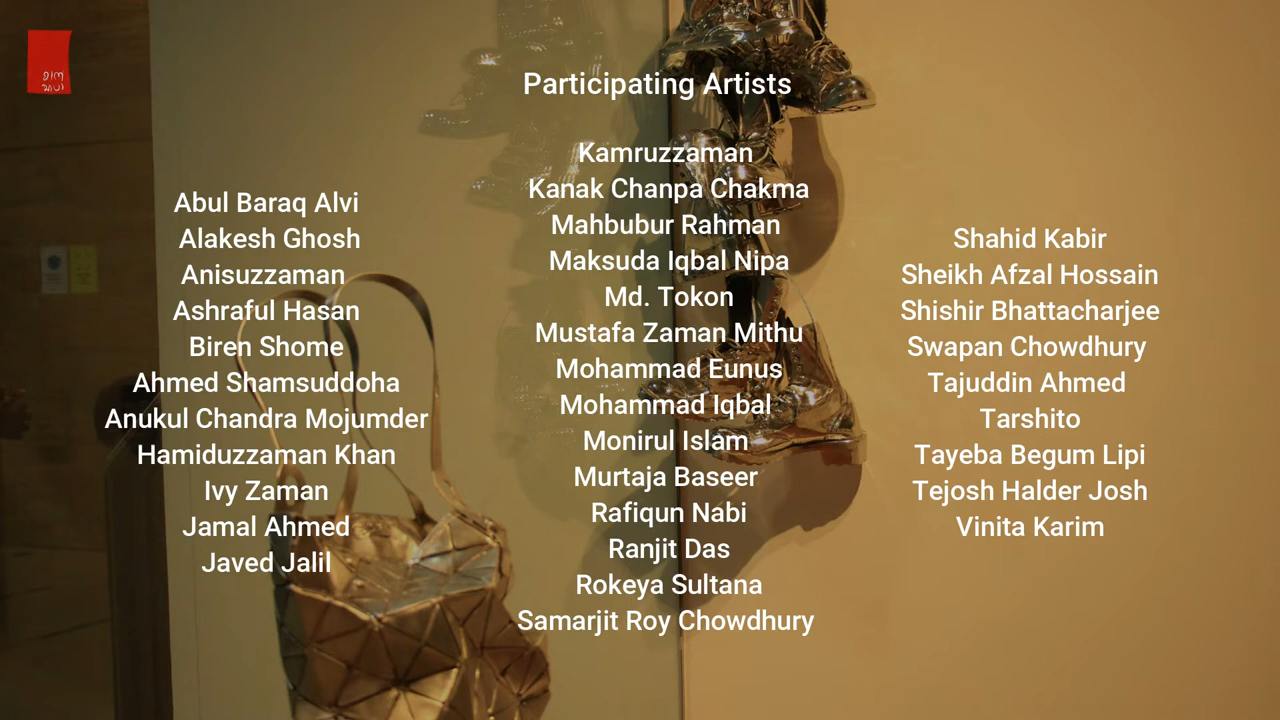 Participating Artists
Abul Baraq Alvi
Alakesh Ghosh
Anisuzzaman
Ashraful Hasan
Biren Shome
Ahmed Shamsuddoha
Anukul Chandra Mojumder
Hamiduzzaman Khan
Ivy Zaman
Jamal Ahmed
Javed Jalil
Kamruzzaman
Kanak Chanpa Chakma
Mahbubur Rahman
Maksuda Iqbal Nipa
Md. Tokon
Mustafa Zaman Mithu
Mohammad Eunus
Mohammad Iqbal
Monirul Islam
Murtaja Baseer
Rafiqun Nabi
Ranjit Das
Rokeya Sultana
Samarjit Roy Chowdhury
Shahid Kabir
Sheikh Afzal Hossain
Shishir Bhattacharjee
Swapan Chowdhury
Tajuddin Ahmed
Tarshito
Tayeba Begum Lipi
Tejosh Halder Josh
Vinita Karim